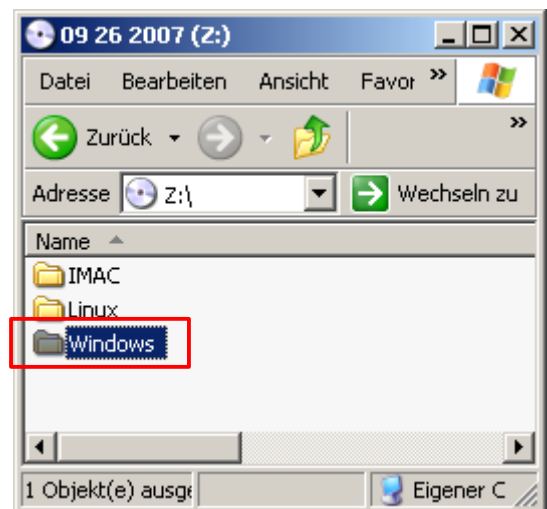 09 26 2007 (Z:)
Datei Bearbeiten Ansicht Favor »
Zurück »
Adresse Z:\ Wechseln zu
Name
IMAC
Linux
Windows
1 Objekt(e) ausge Eigener C